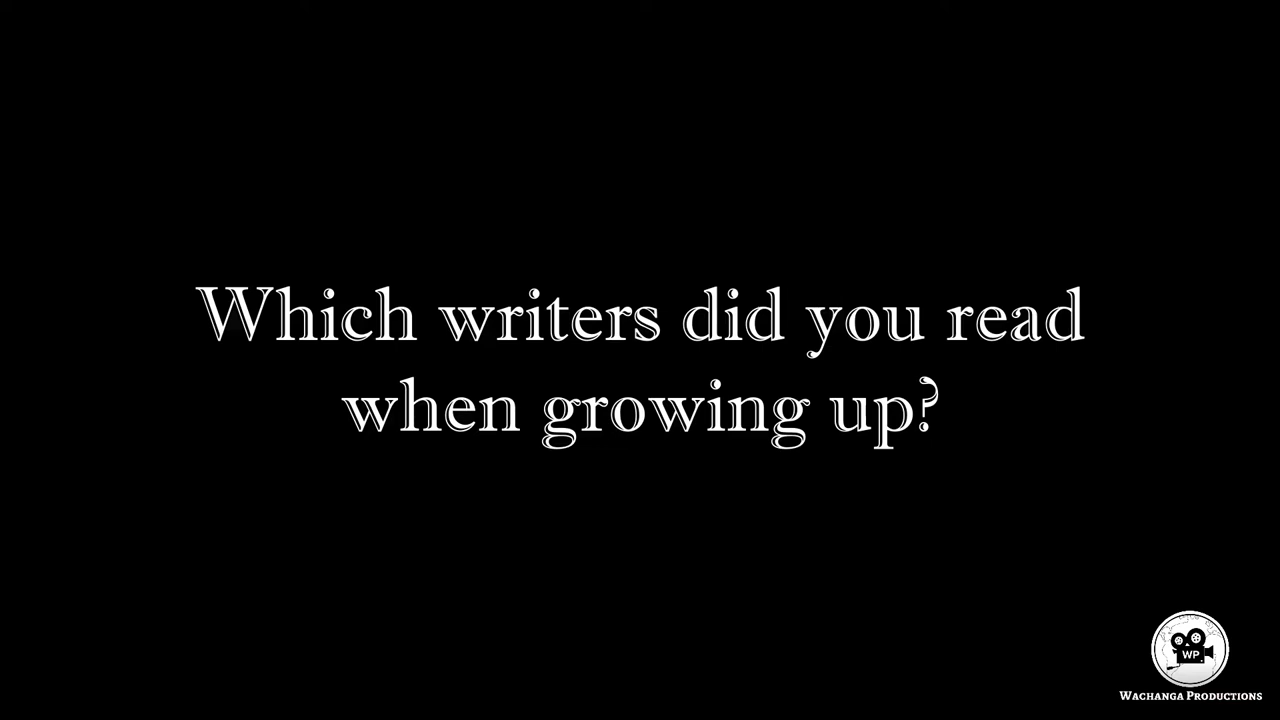 Which writers did you read
when growing up?
WP
Wachanga Productions